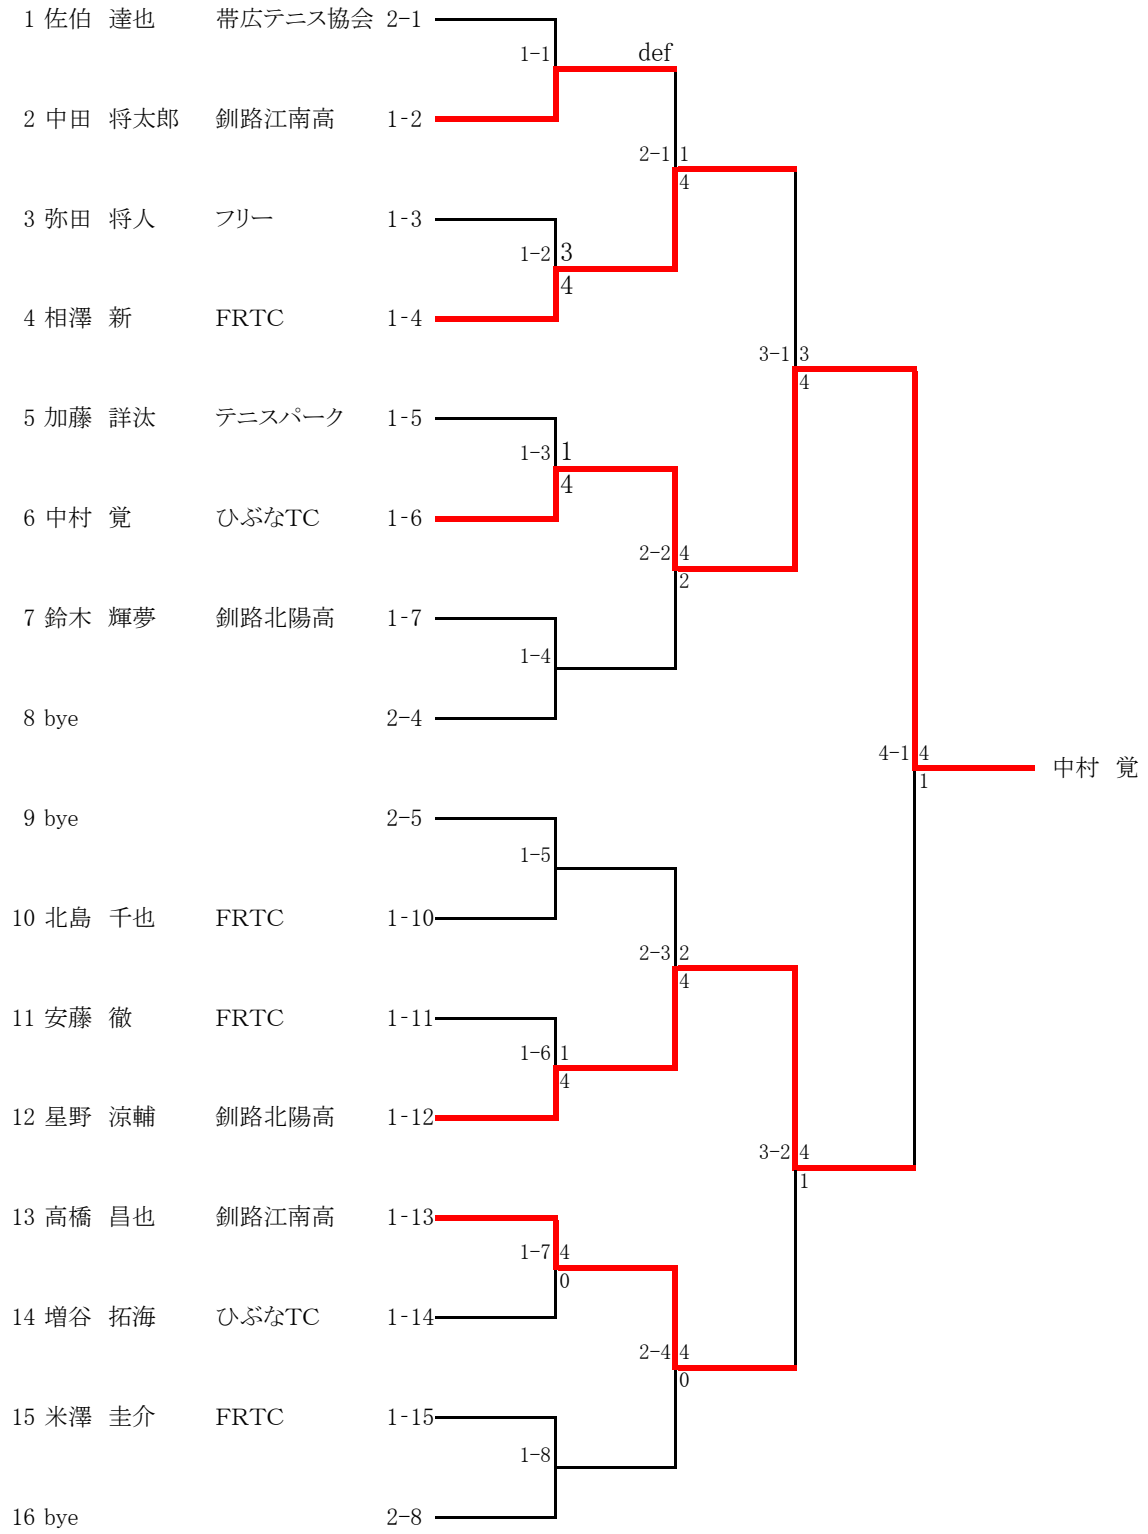 1 佐伯 達也 帯広テニス協会 2-1
1-1 def
2 中田 将太郎 釧路江南高 1-2
2-1 1
4
3 弥田 将人 フリー 1-3
1-2 3
4
4 相澤 新 FRTC 1-4
3-1 3
4
5 加藤 詳汰 テニスパーク 1-5
1-3 1
4
6 中村 覚 ひぶなTC 1-6
2-2 4
2
7 鈴木 輝夢 釧路北陽高 1-7
1-4
8 bye 2-4
4-1 4
中村 覚
1
9 bye 2-5
1-5
10 北島 千也 FRTC 1-10
2-3 2
4
11 安藤 徹 FRTC 1-11
1-6 1
4
12 星野 涼輔 釧路北陽高 1-12
3-2 4
1
13 高橋 昌也 釧路江南高 1-13
1-7 4
0
14 増谷 拓海 ひぶなTC 1-14
2-4 4
0
15 米澤 圭介 FRTC 1-15
1-8
16 bye 2-8